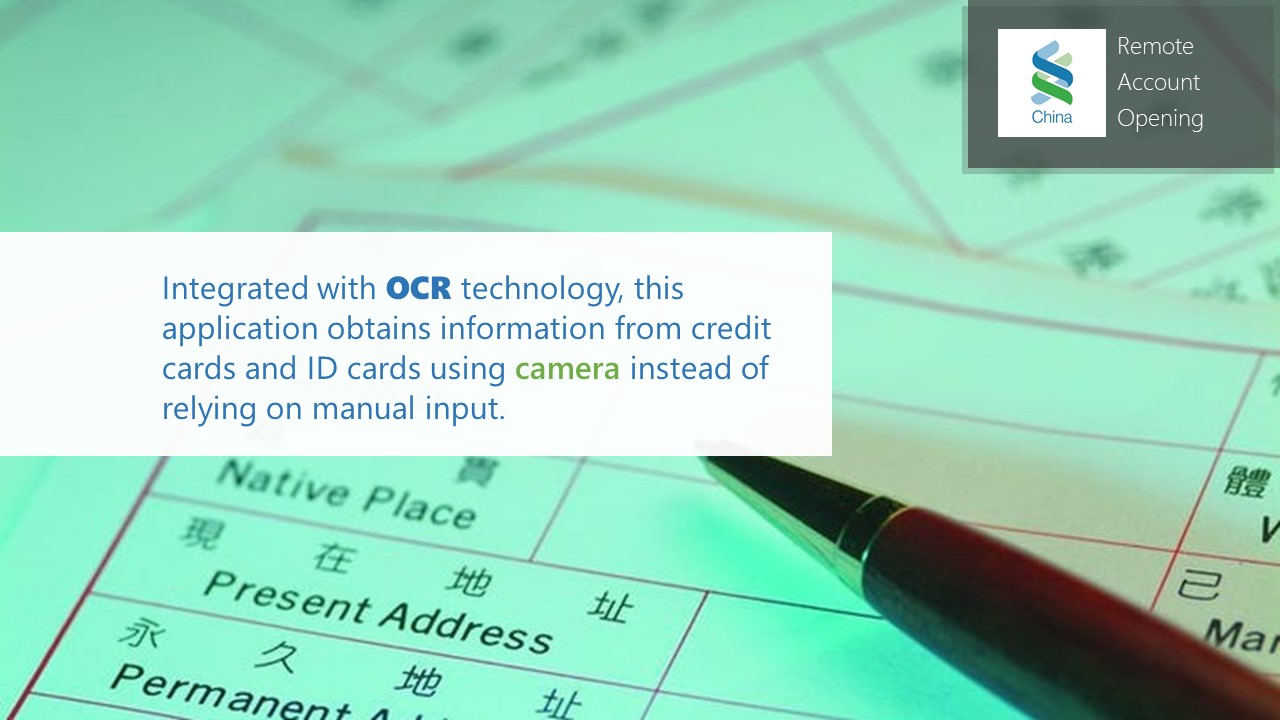 Remote
Account
Opening
China
Integrated with OCR technology, this
application obtains information from credit
cards and ID cards using camera instead of
relying on manual input.
貫
Native Place
現 在 地 址
Present Address
永 久 地 址
Permanent
體
己